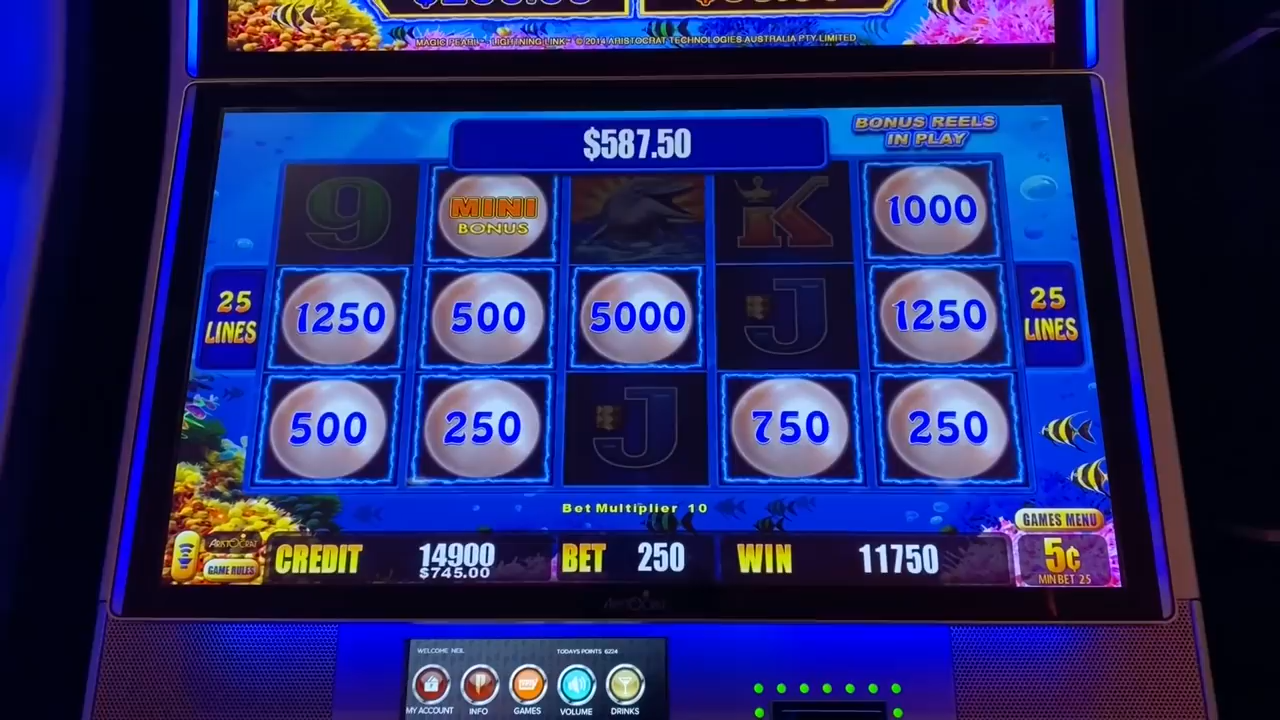 MAGIC PEARL™ - LIGHTNING LINK™ © 2014 ARISTOCRAT TECHNOLOGIES AUSTRALIA PTY LIMITED
$587.50
BONUS REELS
IN PLAY
9
MINI
BONUS
K
1000
25
LINES
1250
500
5000
J
1250
25
LINES
500
250
J
750
250
Bet Multiplier 10
GAMES MENU
ARISTOCRAT
GAME RULES
CREDIT
14900
$745.00
BET
250
WIN
11750
5¢
MIN BET 25
ARISTOCRAT
WELCOME NEIL
TODAYS POINTS 6224
MY ACCOUNT
INFO
GAMES
VOLUME
DRINKS